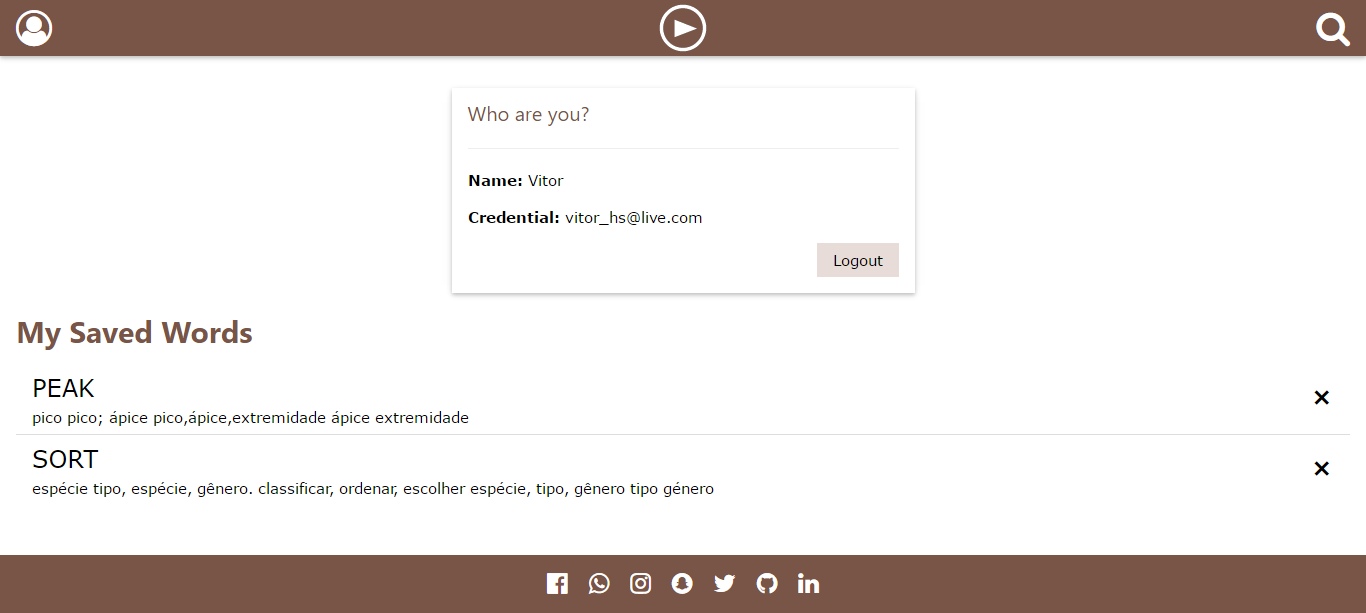 Who are you?
Name: Vitor
Credential: vitor_hs@live.com
Logout
My Saved Words
PEAK
pico pico; ápice pico,ápice,extremidade ápice extremidade
SORT
espécie tipo, espécie, gênero. classificar, ordenar, escolher espécie, tipo, gênero tipo género